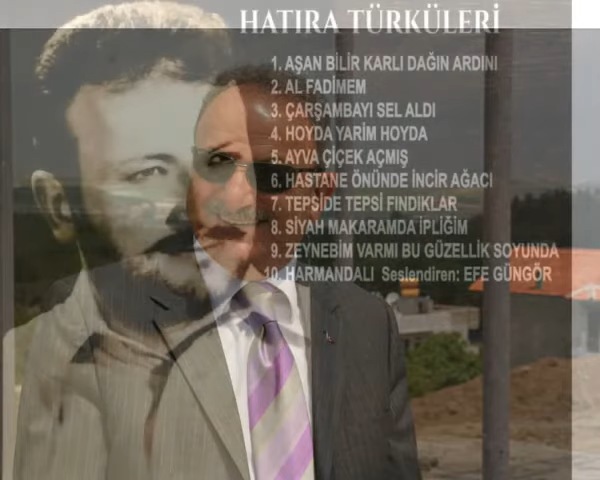 HATIRA TÜRKÜLERİ
1. AŞAN BİLİR KARLI DAĞIN ARDINI
2. AL FADİMEM
3. ÇARŞAMBAYI SEL ALDI
4. HOYDA YARİM HOYDA
5. AYVA ÇİÇEK AÇMIŞ
6. HASTANE ÖNÜNDE İNCİR AĞACI
7. TEPSİDE TEPSİ FINDIKLAR
8. SİYAH MAKARAMDA İPLİĞİM
9. ZEYNEBİM VARMI BU GÜZELLİK SOYUNDA
10. HARMANDALI Seslendiren: EFE GÜNGÖR